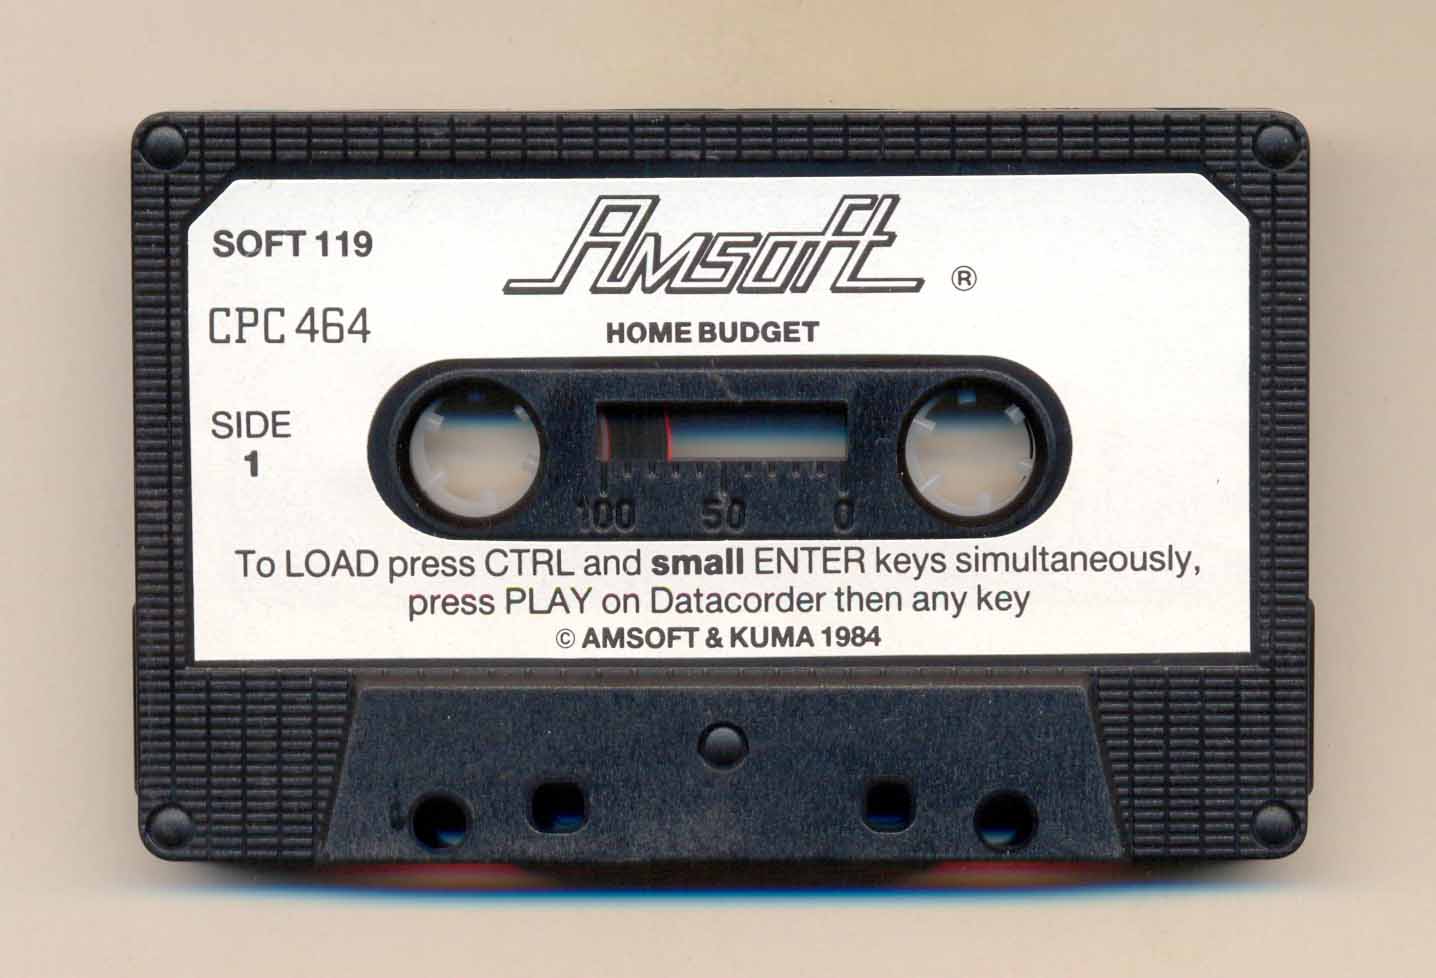 SOFT 119
Amsoft ®
CPC 464
HOME BUDGET
SIDE
1
100 50 0
To LOAD press CTRL and small ENTER keys simultaneously,
press PLAY on Datacorder then any key
© AMSOFT & KUMA 1984